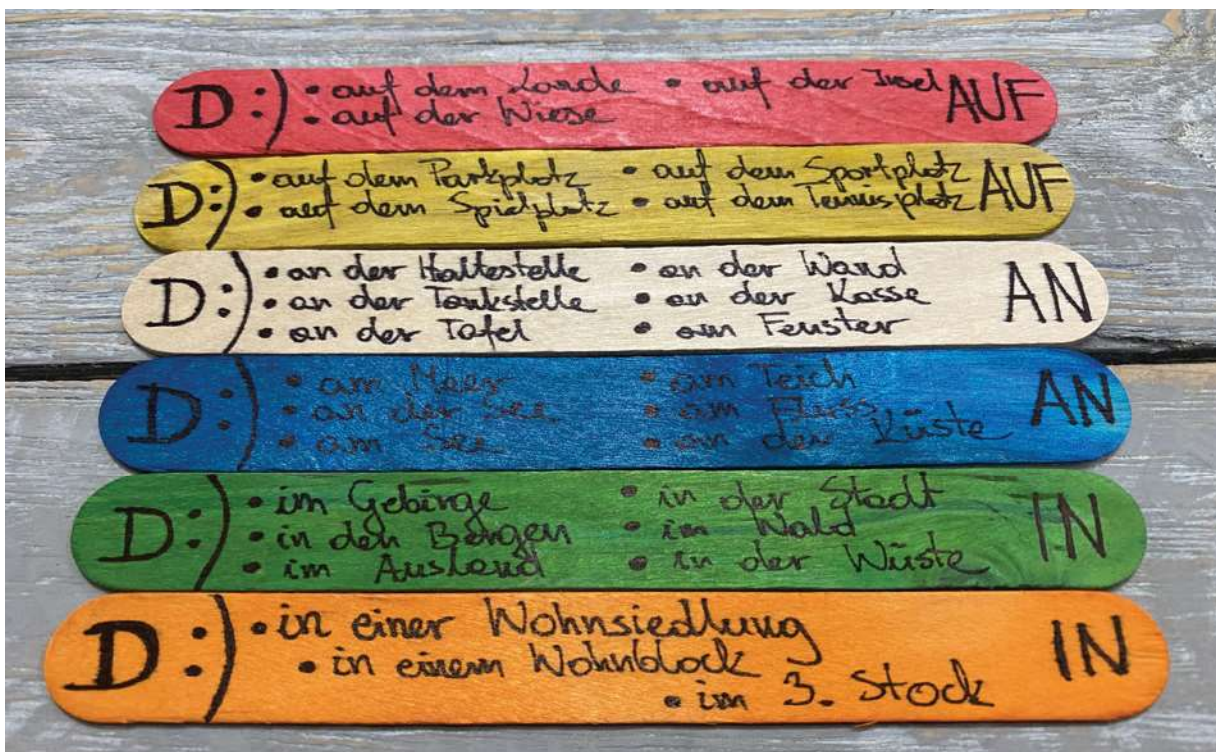 D:) • auf dem Lande • auf der Insel AUF
• auf der Wiese
D:) • auf dem Parkplatz • auf dem Sportplatz AUF
• auf dem Spielplatz • auf dem Tennisplatz
D:) • an der Haltestelle • an der Wand AN
• an der Tankstelle • an der Kasse
• an der Tafel • am Fenster
D:) • am Meer • am Teich AN
• an der See • am Fluss
• am See • an der Küste
D:) • im Gebirge • in der Stadt IN
• in den Bergen • im Wald
• im Ausland • in der Wüste
D:) • in einer Wohnsiedlung IN
• in einem Wohnblock
• im 3. Stock